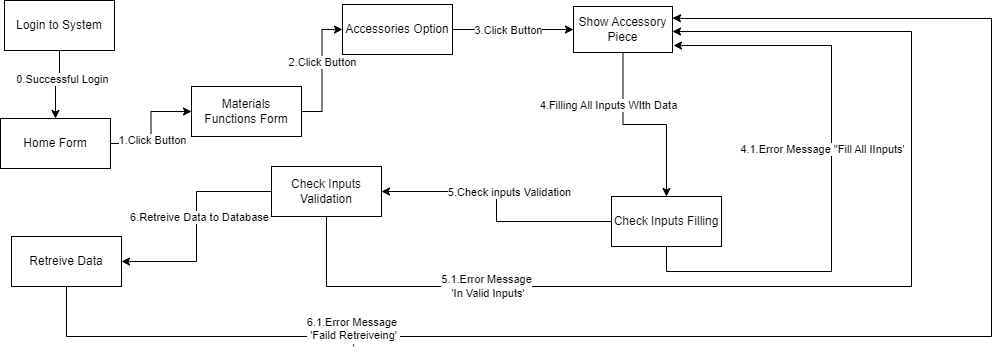 Login to System
Accessories Option
3.Click Button
Show Accessory
Piece
2.Click Button
0.Successful Login
Materials
Functions Form
4.Filling All Inputs WIth Data
Home Form
1.Click Button
4.1.Error Message "Fill All IInputs'
Check Inputs
Validation
5.Check inputs Validation
6.Retreive Data to Database
Check Inputs Filling
Retreive Data
5.1.Error Message
'In Valid Inputs'
6.1.Error Message
'Faild Retreiveing'
'